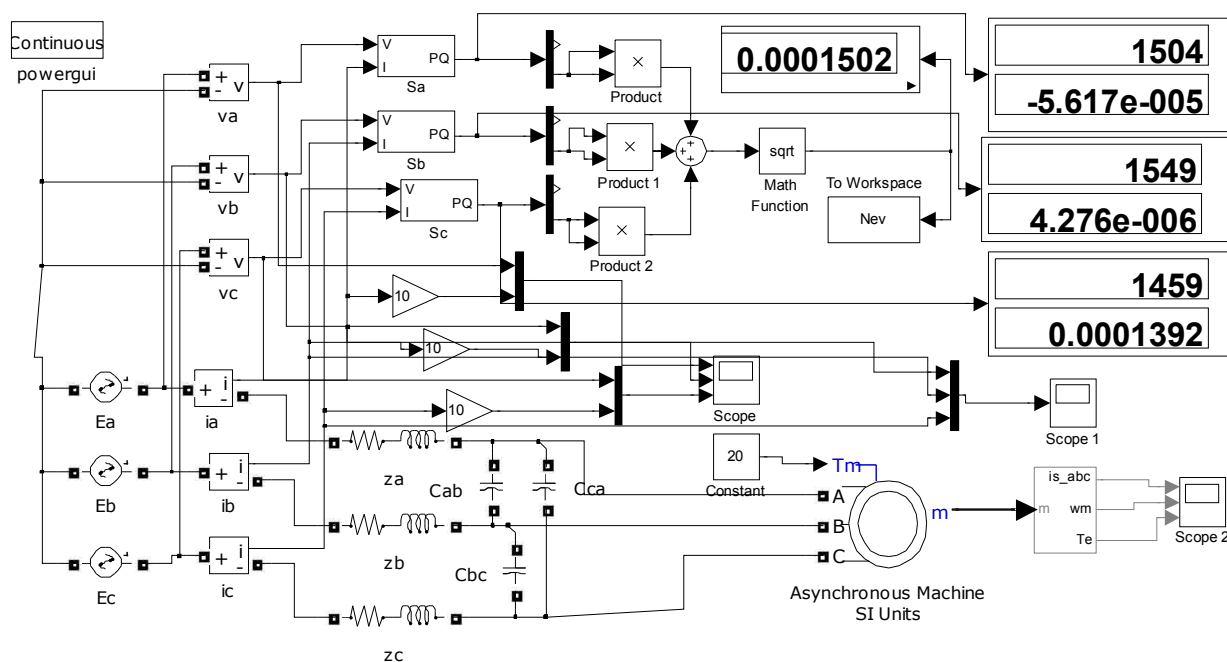 Continuous
powergui
+
-
v
va
+
-
v
vb
+
-
v
vc
V
I
PQ
Sa
V
I
PQ
Sb
V
I
PQ
Sc
×
Product
×
Product 1
×
Product 2
+
+
+
sqrt
Math
Function
0.0001502
To Workspace
Nev
1504
-5.617e-005
1549
4.276e-006
1459
0.0001392
10
10
10
Scope
Scope 1
Ea
+
i
ia
Eb
+
i
ib
Ec
+
i
ic
za
zb
zc
Cab
Cca
Cbc
20
Constant
Tm
A
B
C
m
Asynchronous Machine
SI Units
m
is_abc
wm
Te
Scope 2